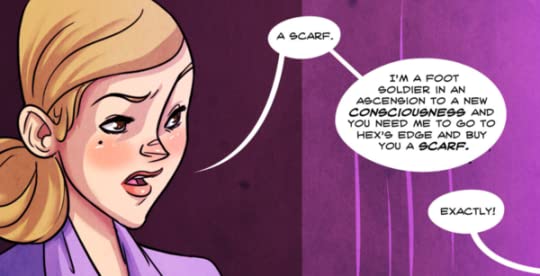 A SCARF.
I'M A FOOT
SOLDIER IN AN
ASCENSION TO A NEW
CONSCIOUSNESS AND
YOU NEED ME TO GO TO
HEX'S EDGE AND BUY
YOU A SCARF.
EXACTLY!